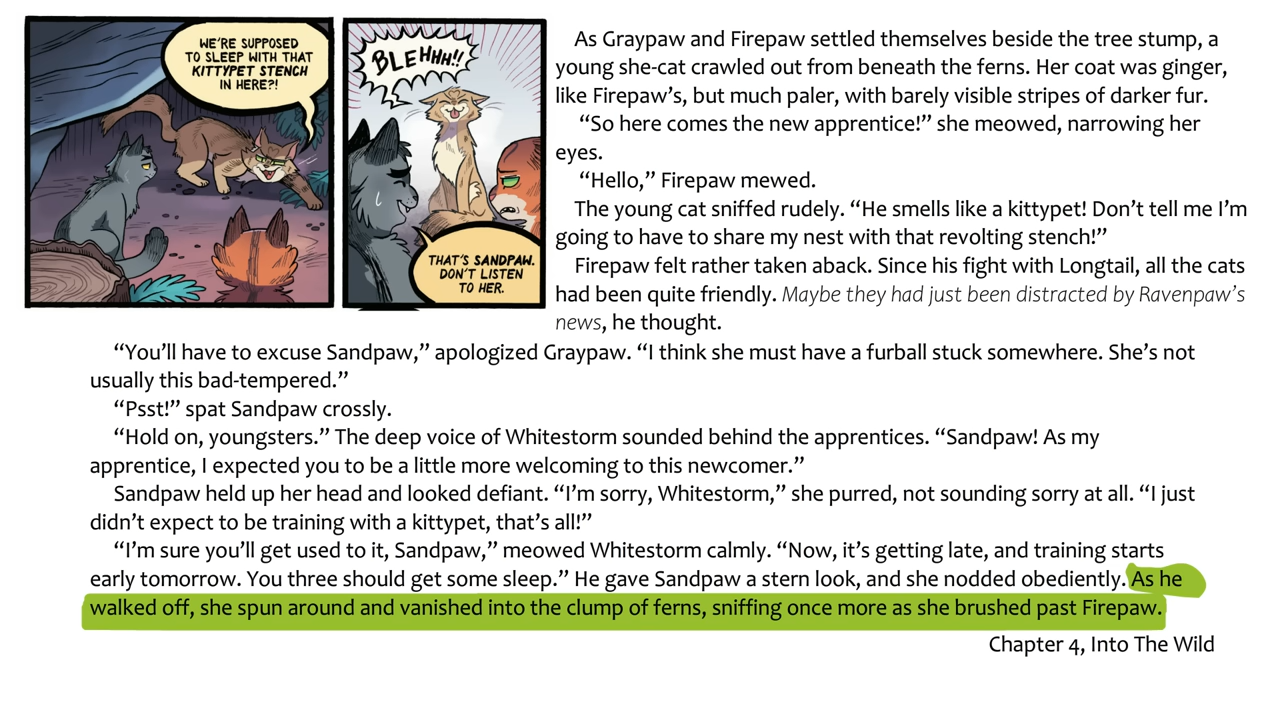 WE'RE SUPPOSED
TO SLEEP WITH THAT
KITTYPET STENCH
IN HERE?!
BLEHHH!!
THAT'S SANDPAW.
DON'T LISTEN
TO HER.
As Graypaw and Firepaw settled themselves beside the tree stump, a
young she-cat crawled out from beneath the ferns. Her coat was ginger,
like Firepaw’s, but much paler, with barely visible stripes of darker fur.
“So here comes the new apprentice!” she meowed, narrowing her
eyes.
“Hello,” Firepaw mewed.
The young cat sniffed rudely. “He smells like a kittypet! Don’t tell me I’m
going to have to share my nest with that revolting stench!”
Firepaw felt rather taken aback. Since his fight with Longtail, all the cats
had been quite friendly. Maybe they had just been distracted by Ravenpaw’s
news, he thought.
“You’ll have to excuse Sandpaw,” apologized Graypaw. “I think she must have a furball stuck somewhere. She’s not
usually this bad-tempered.”
“Psst!” spat Sandpaw crossly.
“Hold on, youngsters.” The deep voice of Whitestorm sounded behind the apprentices. “Sandpaw! As my
apprentice, I expected you to be a little more welcoming to this newcomer.”
Sandpaw held up her head and looked defiant. “I’m sorry, Whitestorm,” she purred, not sounding sorry at all. “I just
didn’t expect to be training with a kittypet, that’s all!”
“I’m sure you’ll get used to it, Sandpaw,” meowed Whitestorm calmly. “Now, it’s getting late, and training starts
early tomorrow. You three should get some sleep.” He gave Sandpaw a stern look, and she nodded obediently. As he
walked off, she spun around and vanished into the clump of ferns, sniffing once more as she brushed past Firepaw.
Chapter 4, Into The Wild